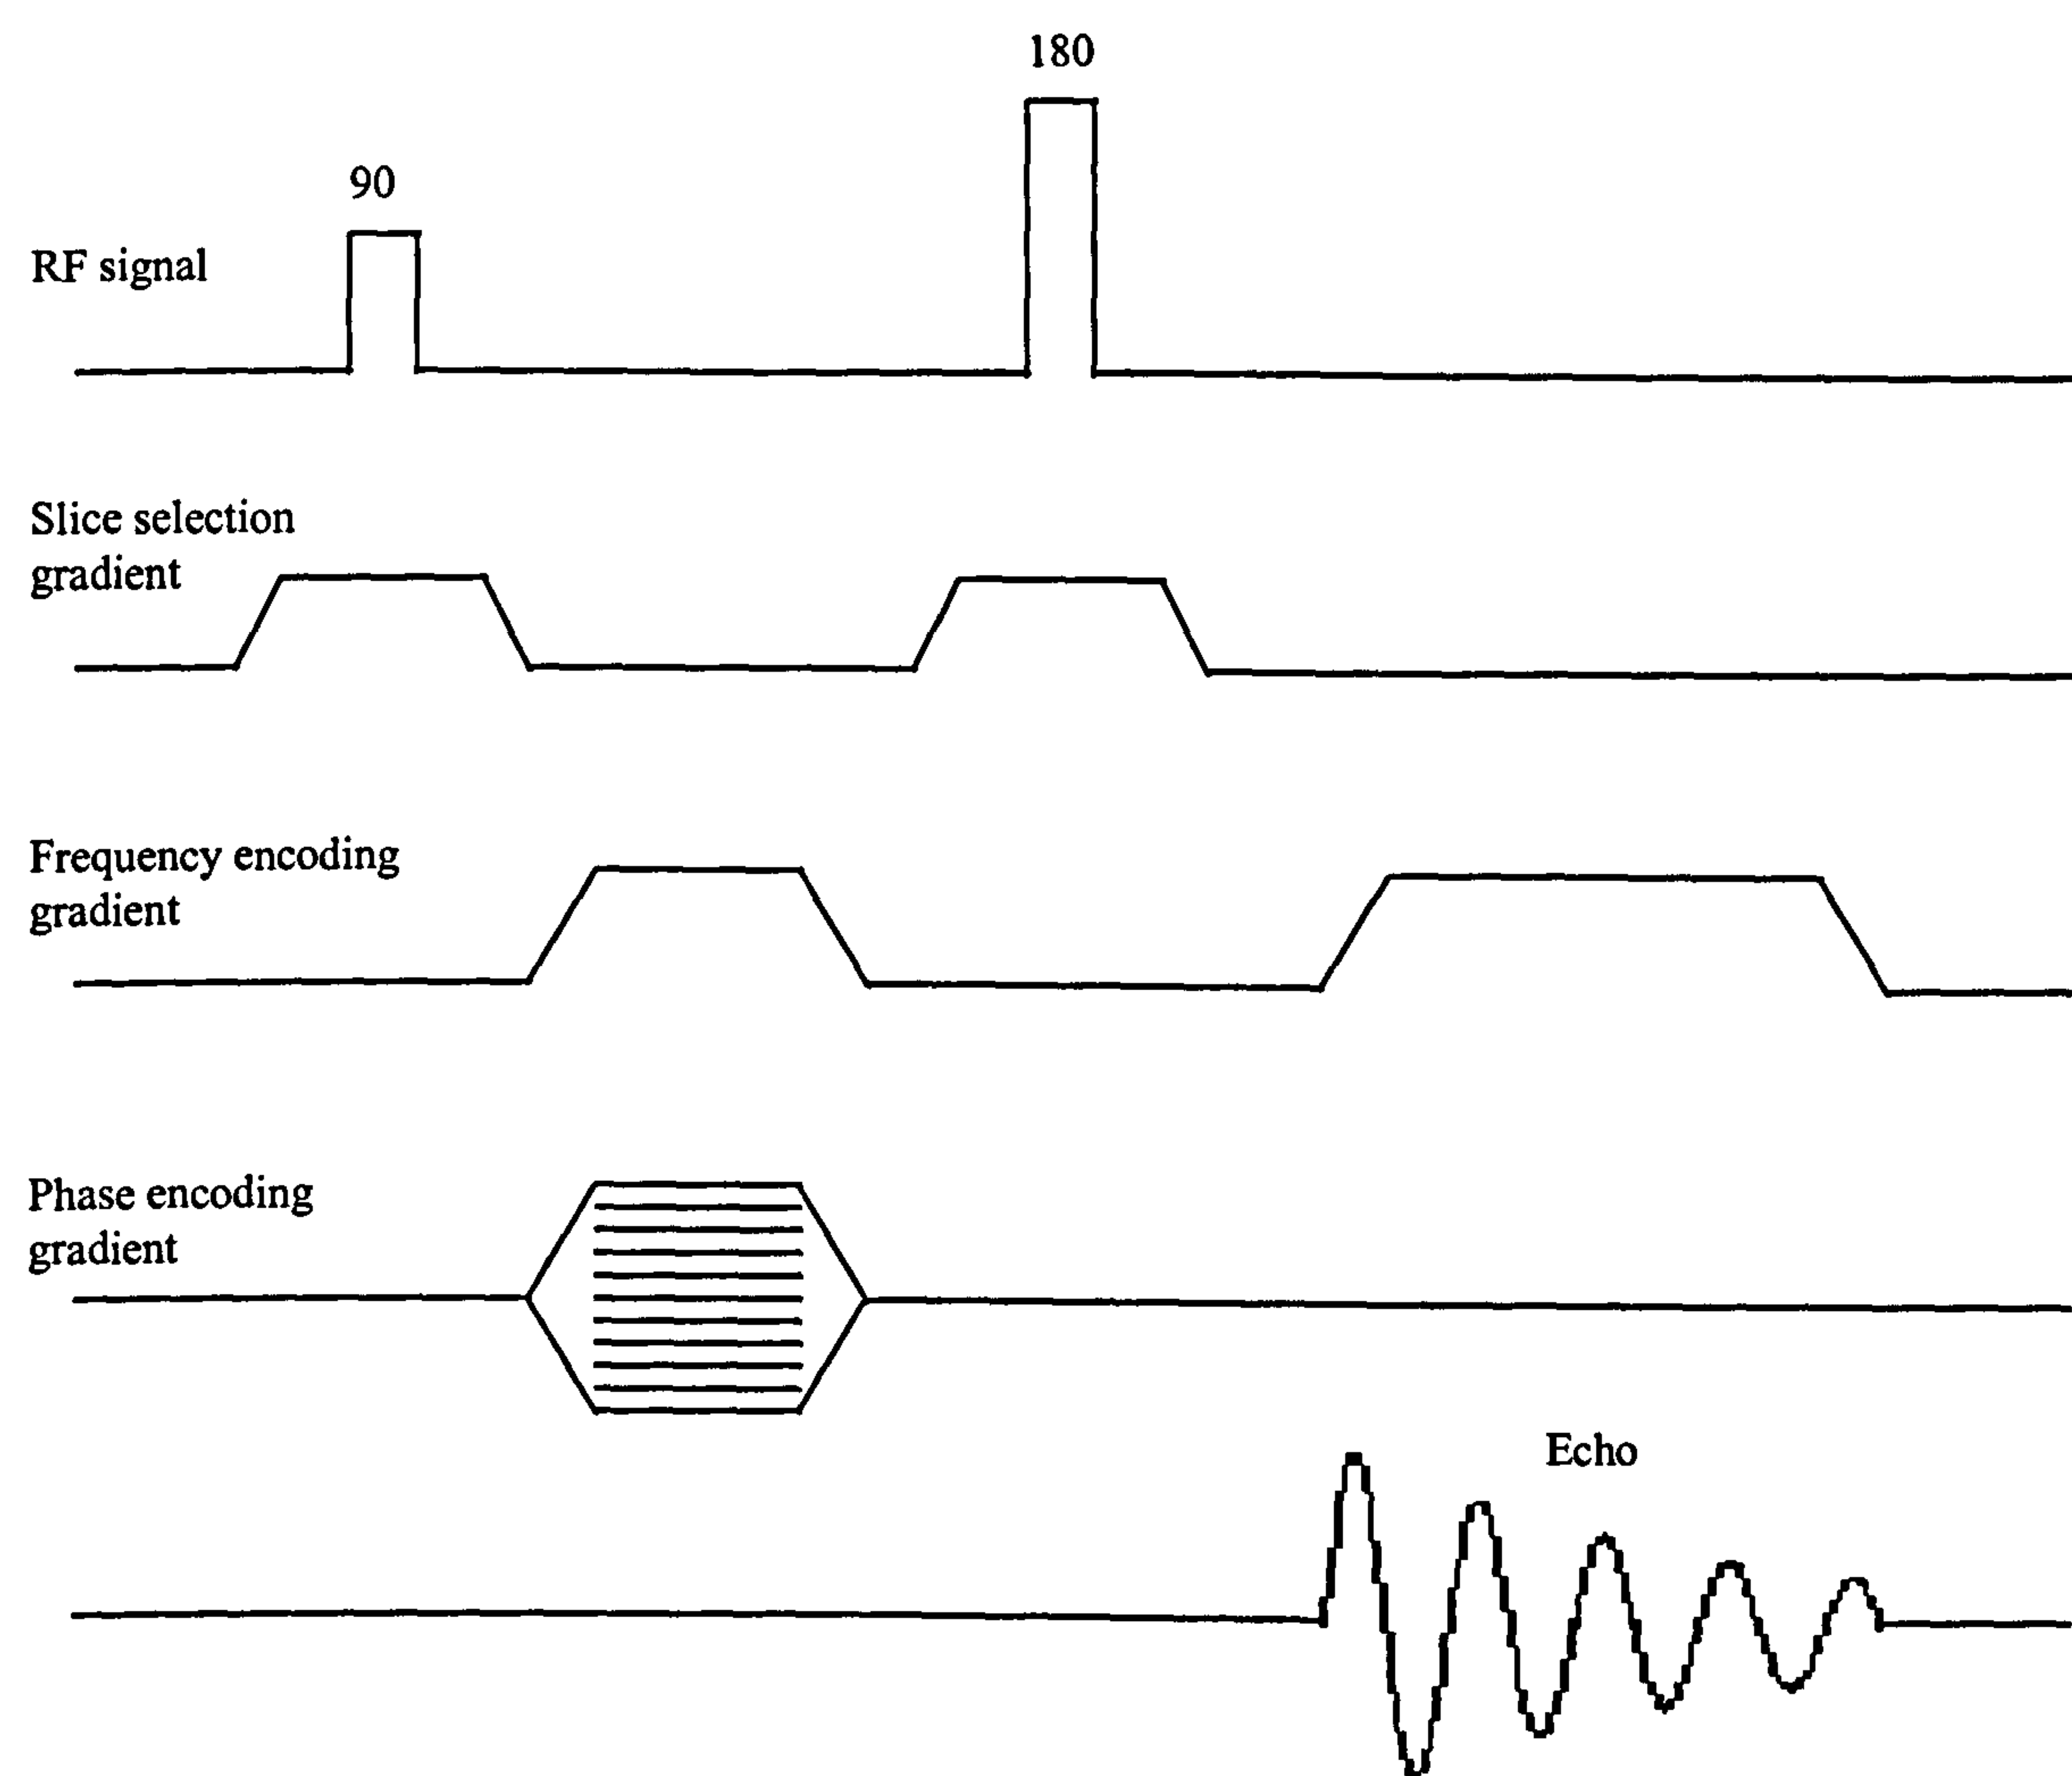 180
90
RF signal
Slice selection
gradient
Frequency encoding
gradient
Phase encoding
gradient
Echo